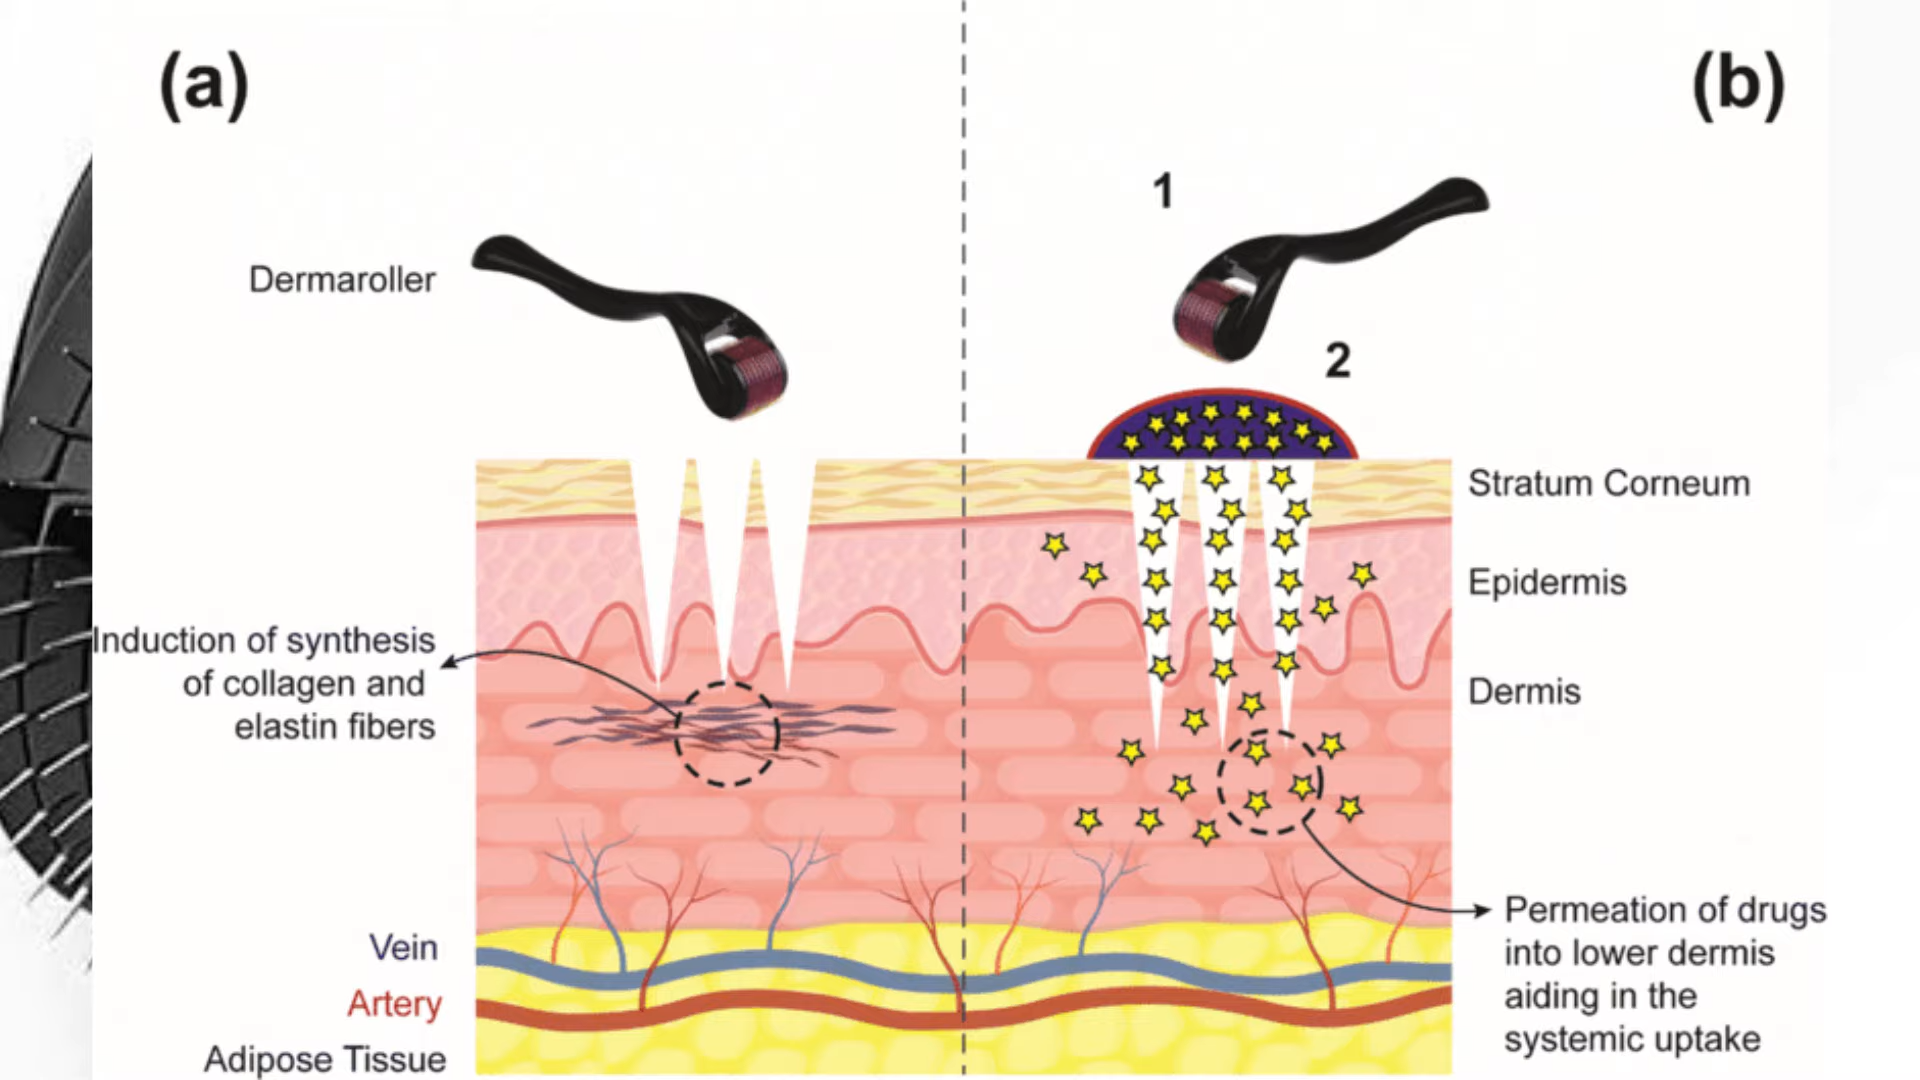 (a)
(b)
1
Dermaroller
2
Stratum Corneum
Epidermis
Induction of synthesis
of collagen and
elastin fibers
Dermis
Vein
Artery
Adipose Tissue
Permeation of drugs
into lower dermis
aiding in the
systemic uptake